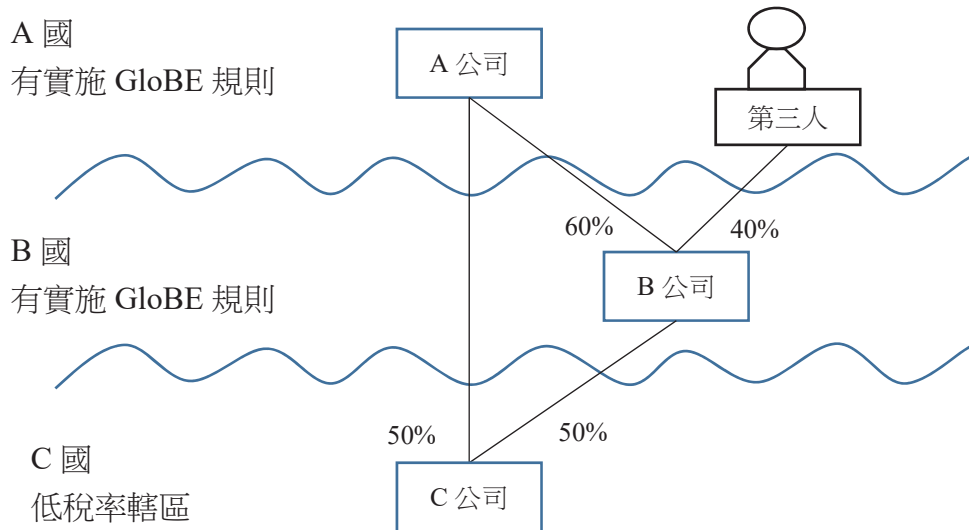 A 國
有實施 GloBE 規則
A 公司
第三人
60%
40%
B 國
有實施 GloBE 規則
B 公司
50%
50%
C 國
低稅率轄區
C 公司